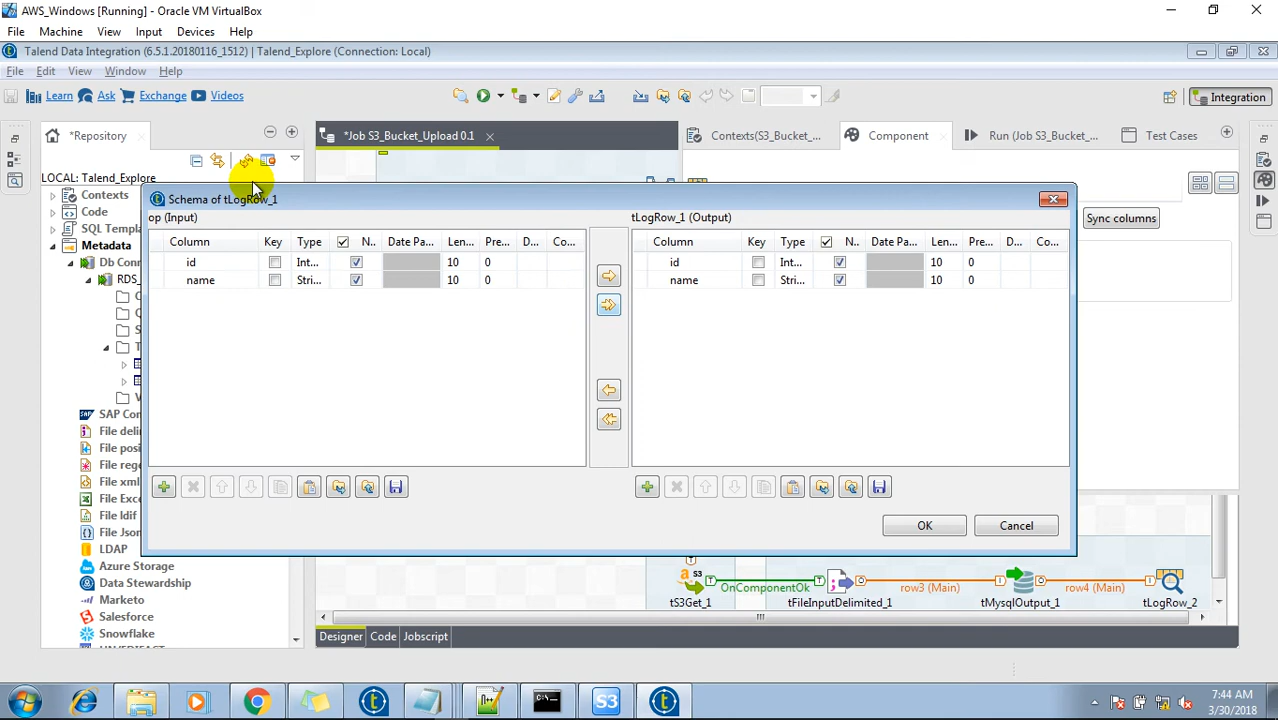 AWS_Windows [Running] - Oracle VM VirtualBox
File Machine View Input Devices Help
Talend Data Integration (6.5.1.20180116_1512) | Talend_Explore (Connection: Local)
File Edit View Window Help
Learn Ask Exchange Videos Integration
*Repository
*Job S3_Bucket_Upload 0.1
Contexts(S3_Bucket_... Component Run (Job S3_Bucket_... Test Cases
LOCAL: Talend_Explore
Contexts
Code
SQL Templ
Metadata
Db Conn
RDS_
Sync columns
Schema of tLogRow_1
op (Input)
tLogRow_1 (Output)
Column Key Type N.. Date Pa... Len... Pre... D... Co...
id Int... 10 0
name Stri... 10 0
Column Key Type N.. Date Pa... Len... Pre... D... Co...
id Int... 10 0
name Stri... 10 0
OK Cancel
SAP Con
File deli
File posi
File rege
File xml
File Exc
File ldif
File Json
LDAP
Azure Storage
Data Stewardship
Marketo
Salesforce
Snowflake
S3
OnComponentOk row3 (Main) row4 (Main)
tS3Get_1 tFileInputDelimited_1 tMysqlOutput_1 tLogRow_2
Designer Code Jobscript
S3
7:44 AM
3/30/2018